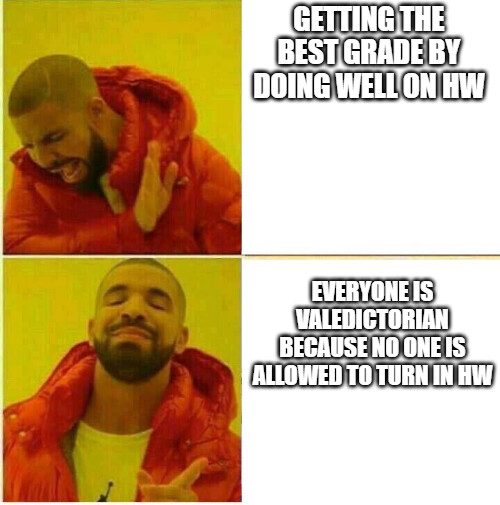 GETTING THE
BEST GRADE BY
DOING WELL ON HW
EVERYONE IS
VALEDICTORIAN
BECAUSE NO ONE IS
ALLOWED TO TURN IN HW